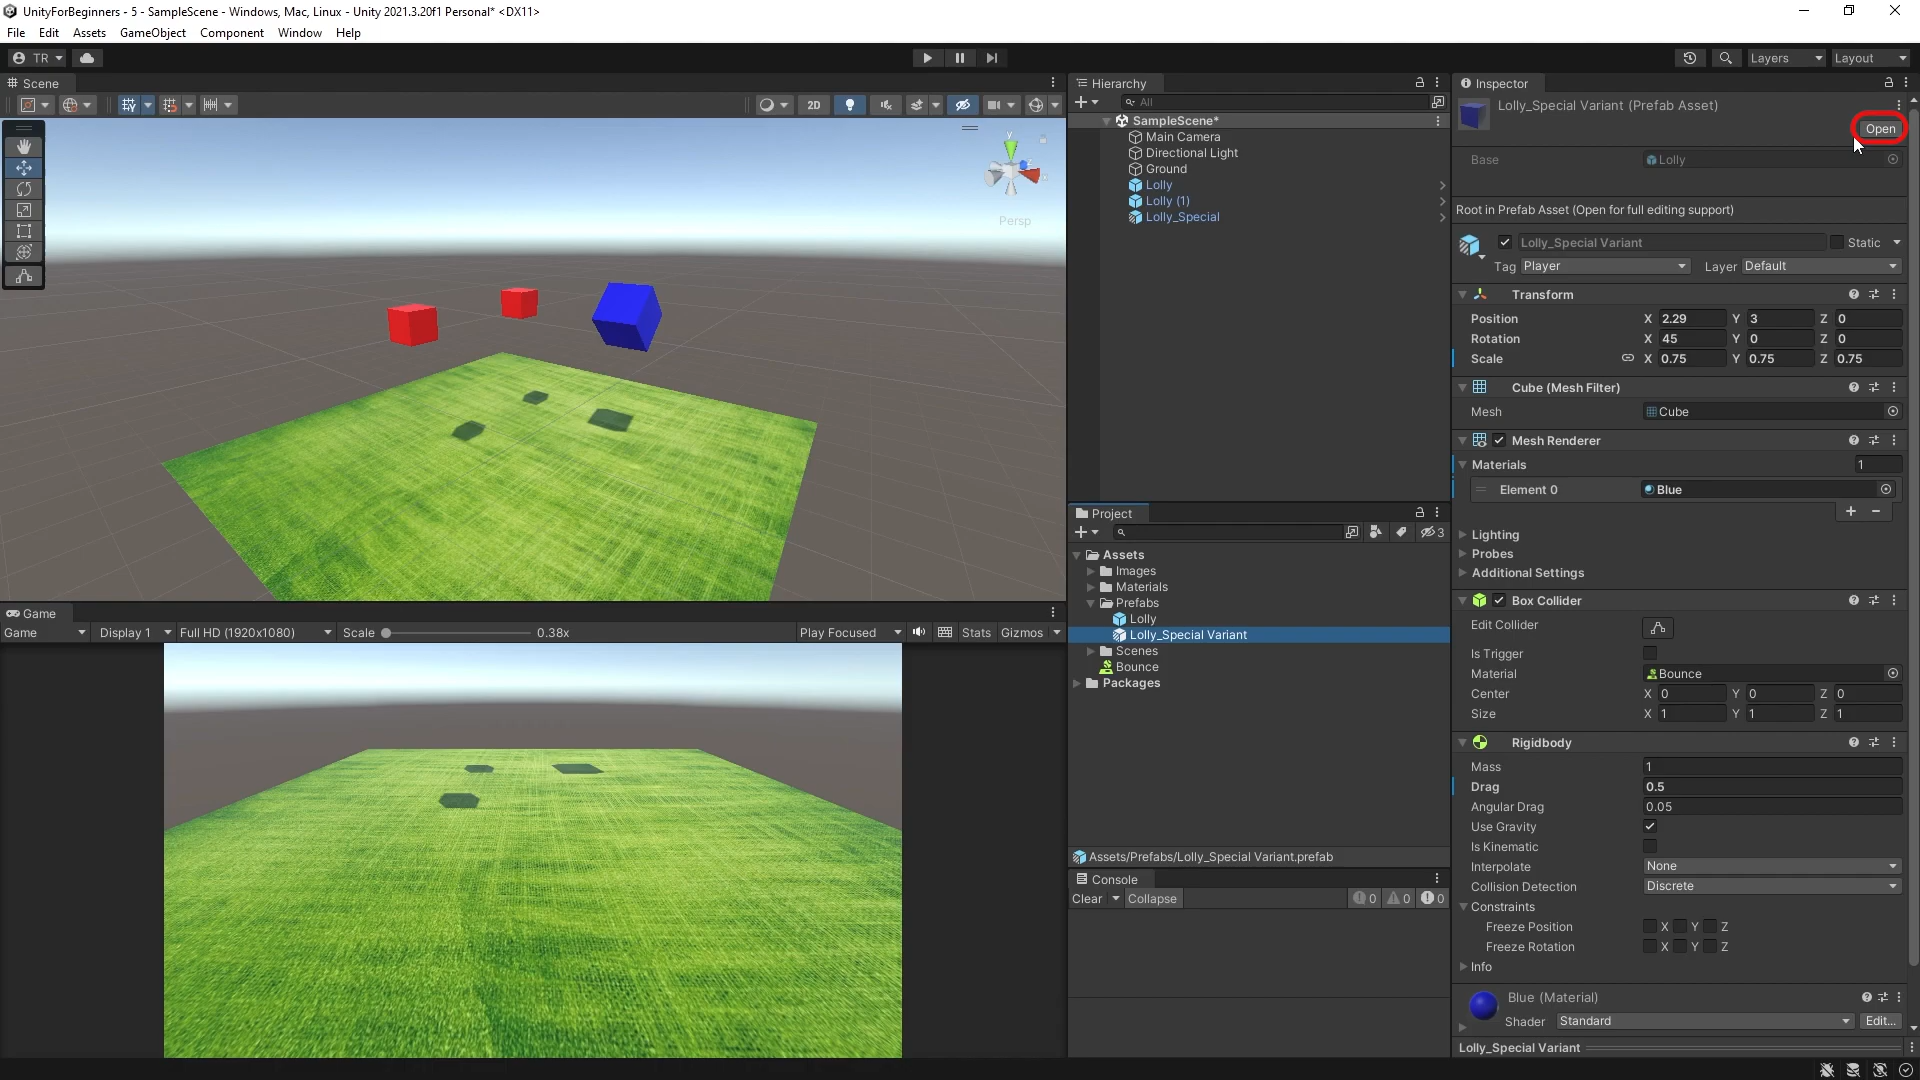 UnityForBeginners - 5 - SampleScene - Windows, Mac, Linux - Unity 2021.3.20f1 Personal* <DX11>
File Edit Assets GameObject Component Window Help
TR
Layers Layout
Scene
2D
y
Persp
Game
Game Display 1 Full HD (1920x1080) Scale 0.38x Play Focused Stats Gizmos
Hierarchy
All
SampleScene*
Main Camera
Directional Light
Ground
Lolly
Lolly (1)
Lolly_Special
Project
3
Assets
Images
Materials
Prefabs
Lolly
Lolly_Special Variant
Scenes
Bounce
Packages
Assets/Prefabs/Lolly_Special Variant.prefab
Console
Clear Collapse 0 0 0
Inspector
Lolly_Special Variant (Prefab Asset)
Open
Base Lolly
Root in Prefab Asset (Open for full editing support)
Lolly_Special Variant Static
Tag Player Layer Default
Transform
Position X 2.29 Y 3 Z 0
Rotation X 45 Y 0 Z 0
Scale X 0.75 Y 0.75 Z 0.75
Cube (Mesh Filter)
Mesh Cube
Mesh Renderer
Materials 1
Element 0 Blue
Lighting
Probes
Additional Settings
Box Collider
Edit Collider
Is Trigger
Material Bounce
Center X 0 Y 0 Z 0
Size X 1 Y 1 Z 1
Rigidbody
Mass 1
Drag 0.5
Angular Drag 0.05
Use Gravity
Is Kinematic
Interpolate None
Collision Detection Discrete
Constraints
Freeze Position X Y Z
Freeze Rotation X Y Z
Info
Blue (Material)
Shader Standard Edit...
Lolly_Special Variant